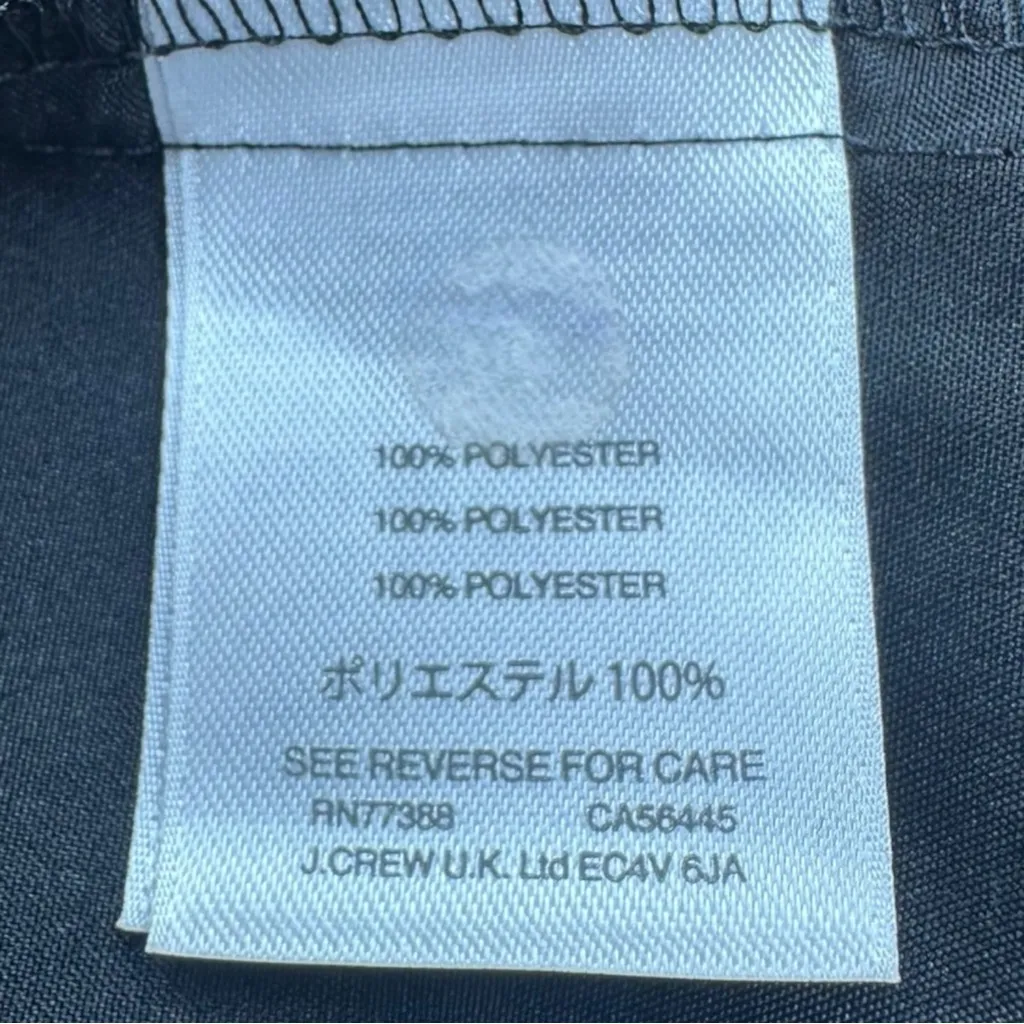 100% POLYESTER
100% POLYESTER
100% POLYESTER
ポリエステル 100%
SEE REVERSE FOR CARE
RN77388 CA56445
J.CREW U.K. Ltd EC4V 6JA